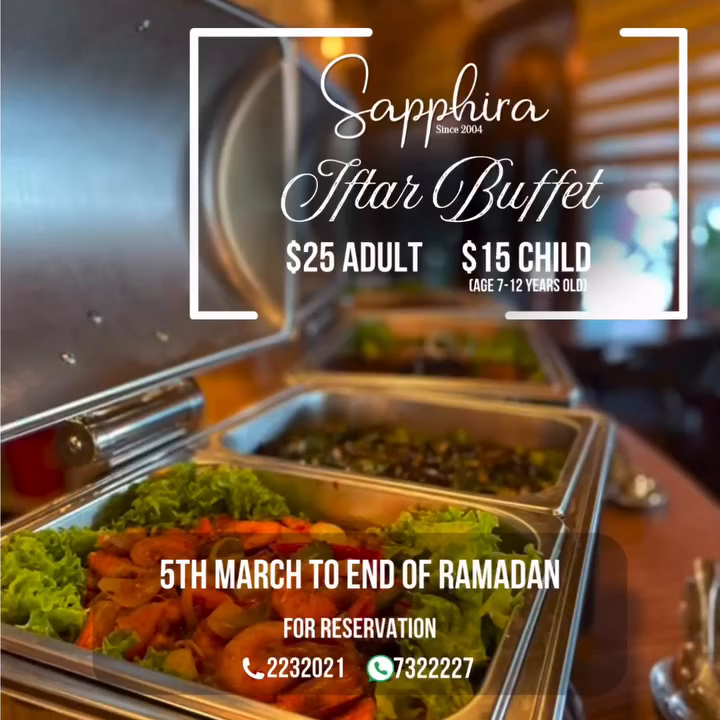 Sapphira
Since 2004
Iftar Buffet
$25 ADULT $15 CHILD
(AGE 7-12 YEARS OLD)
5TH MARCH TO END OF RAMADAN
FOR RESERVATION
2232021 7322227